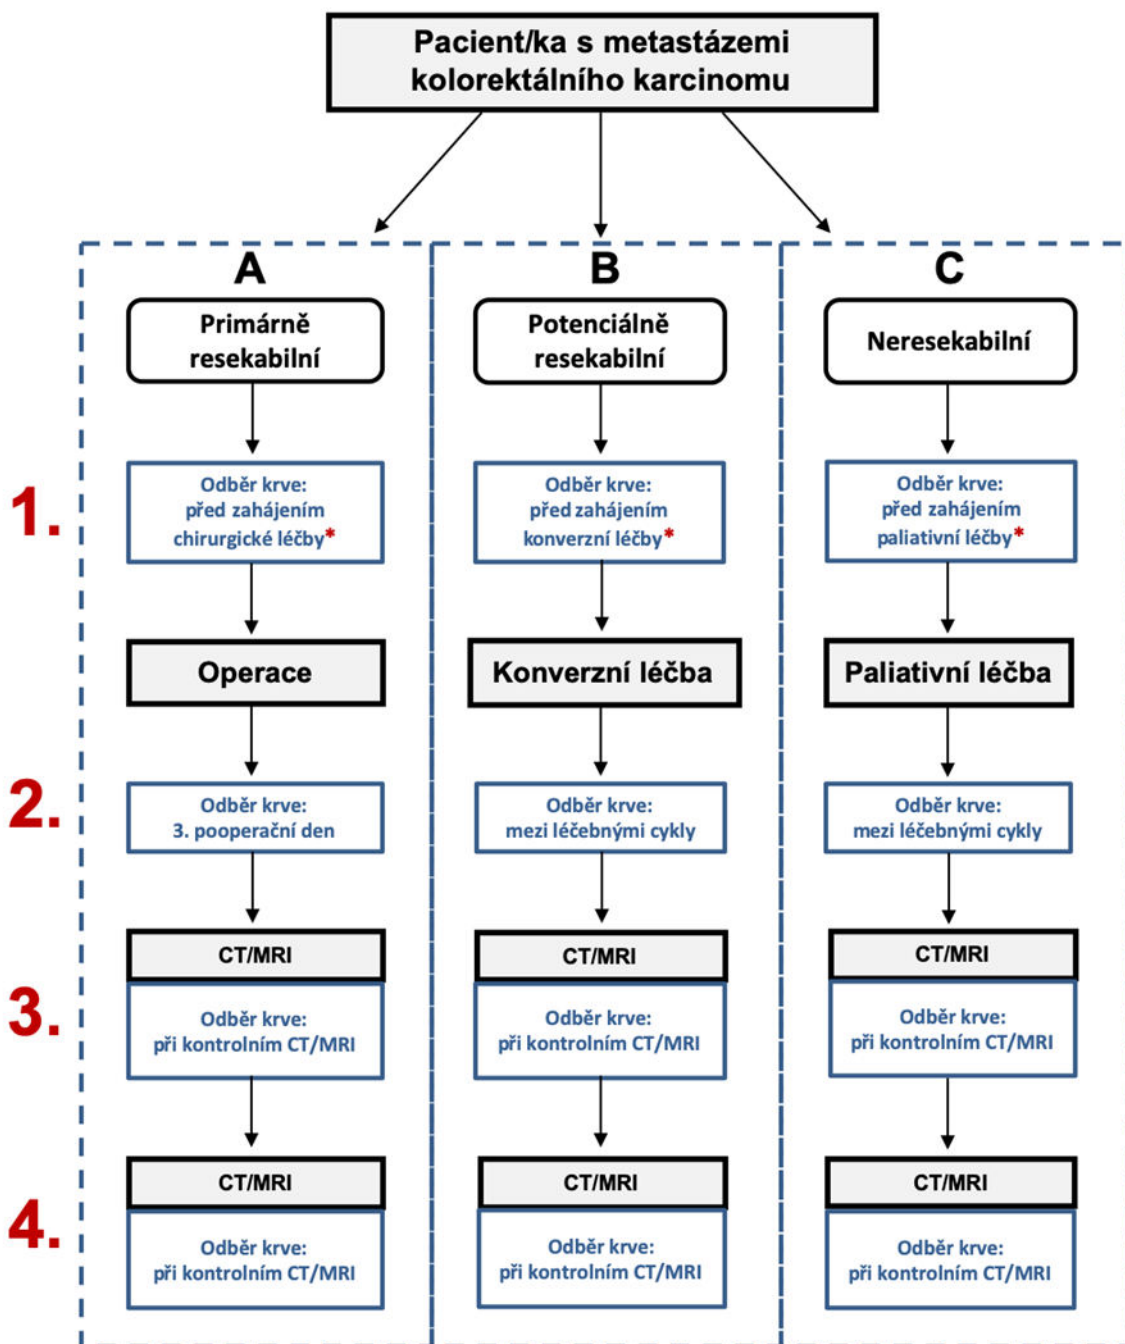 Pacient/ka s metastázemi
kolorektálního karcinomu
A
B
C
Primárně
resekabilní
Potenciálně
resekabilní
Neresekabilní
1.
Odběr krve:
před zahájením
chirurgické léčby*
Odběr krve:
před zahájením
konverzní léčby*
Odběr krve:
před zahájením
paliativní léčby*
Operace
Konverzní léčba
Paliativní léčba
2.
Odběr krve:
3. pooperační den
Odběr krve:
mezi léčebnými cykly
Odběr krve:
mezi léčebnými cykly
3.
CT/MRI
Odběr krve:
při kontrolním CT/MRI
CT/MRI
Odběr krve:
při kontrolním CT/MRI
CT/MRI
Odběr krve:
při kontrolním CT/MRI
4.
CT/MRI
Odběr krve:
při kontrolním CT/MRI
CT/MRI
Odběr krve:
při kontrolním CT/MRI
CT/MRI
Odběr krve:
při kontrolním CT/MRI